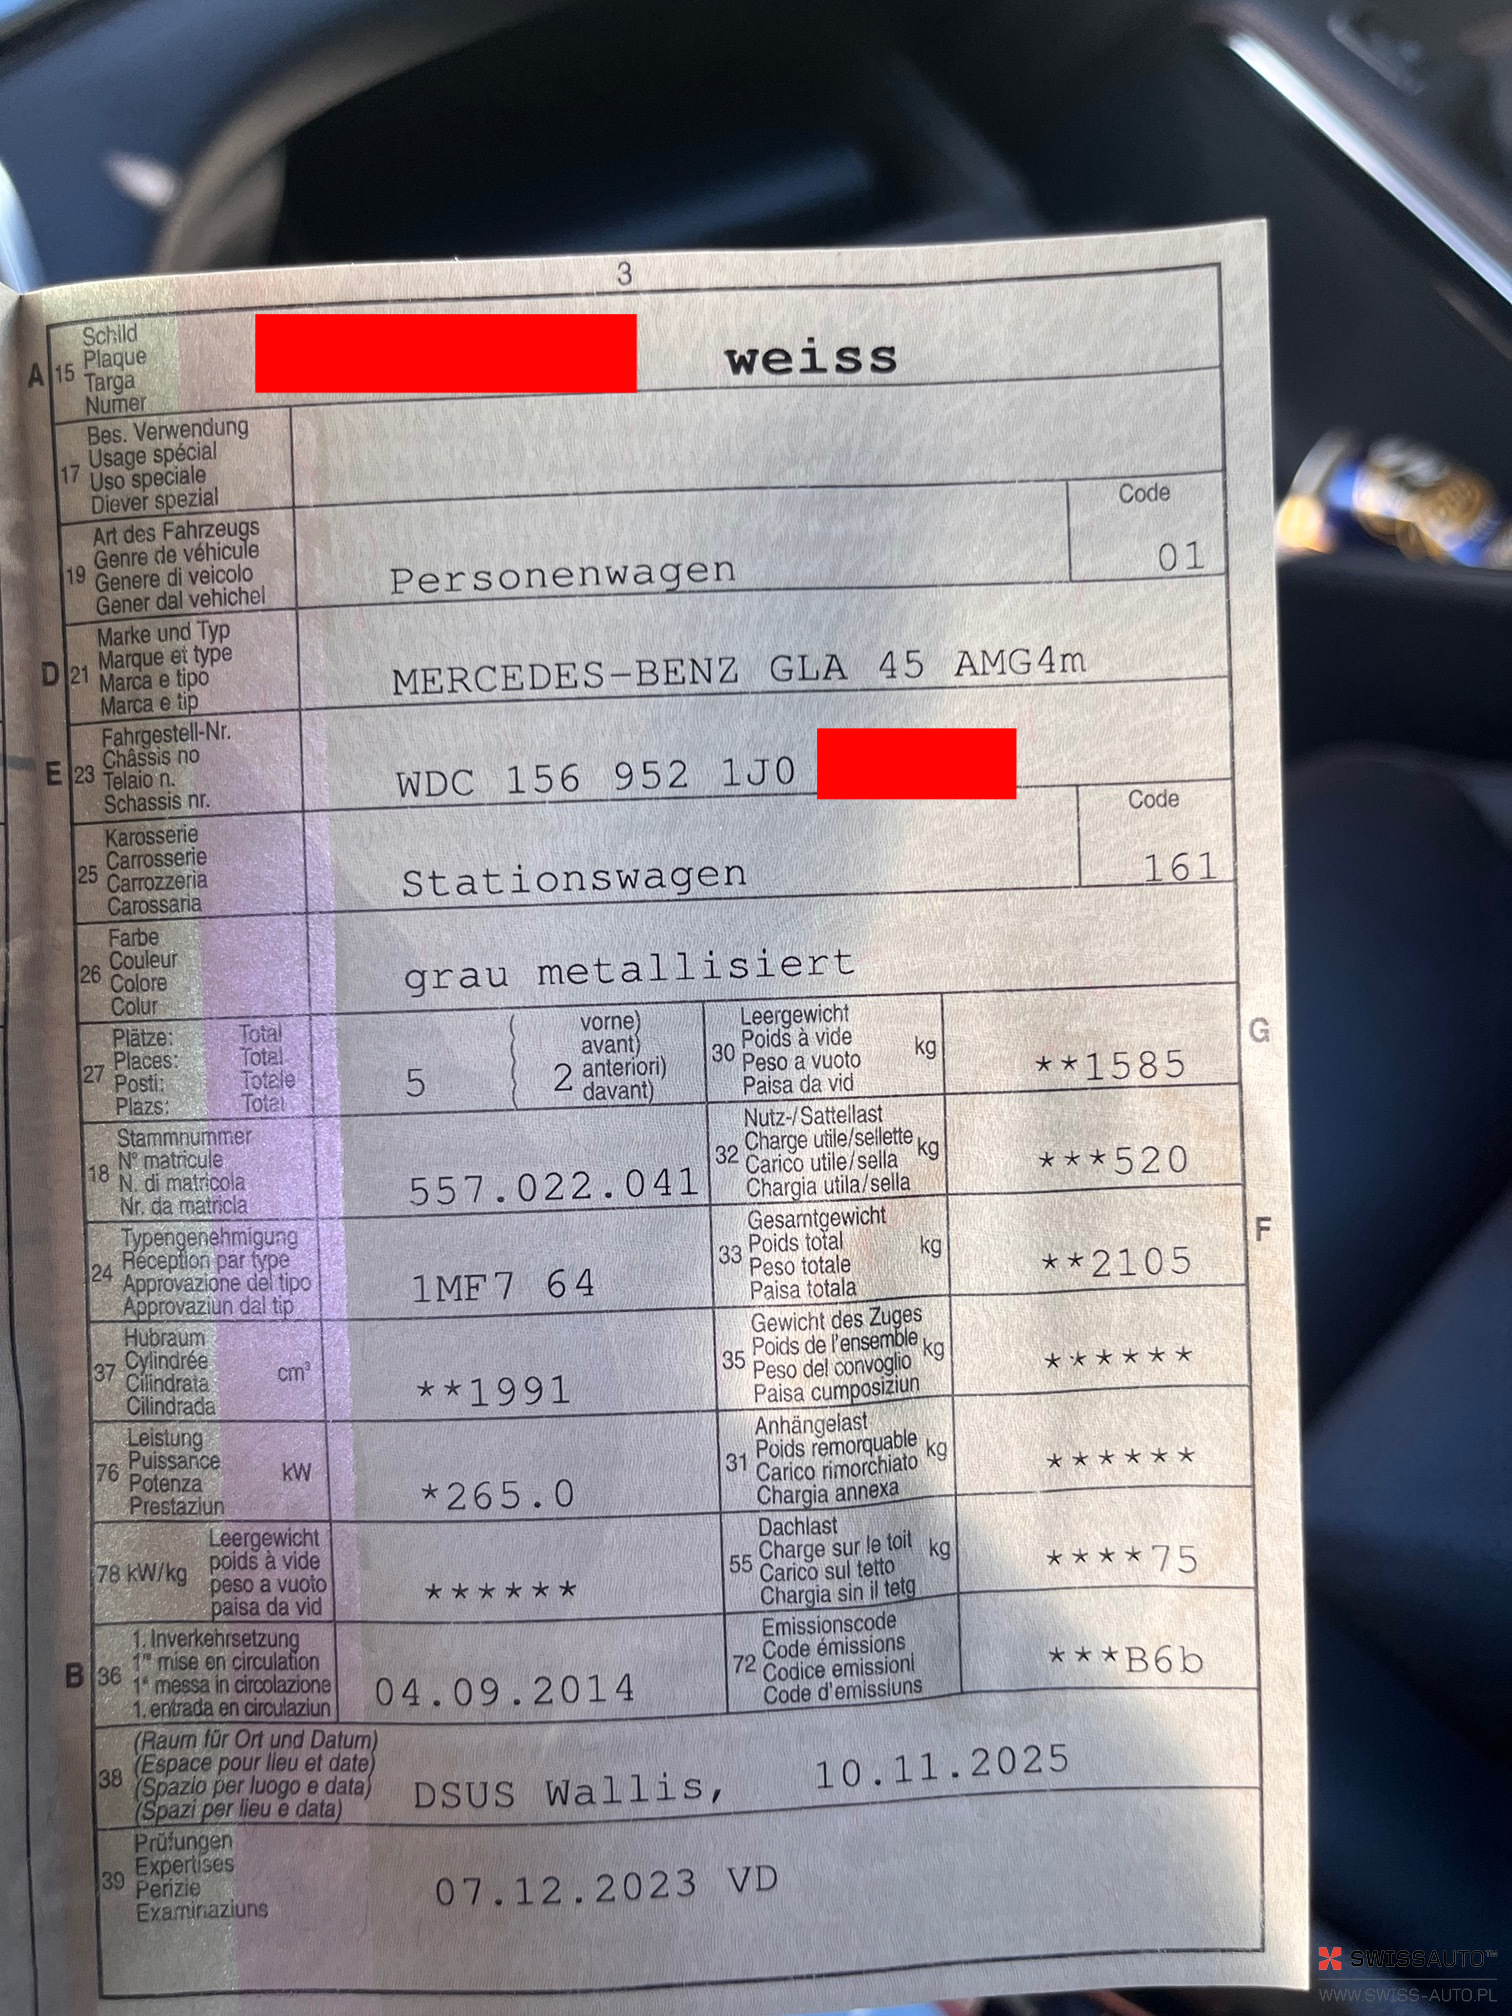 3
A 15 Schild
Plaque
Targa
Numer
weiss
17 Bes. Verwendung
Usage spécial
Uso speciale
Diever spezial
19 Art des Fahrzeugs
Genre de véhicule
Genere di veicolo
Gener dal vehichel
Personenwagen
Code
01
D 21 Marke und Typ
Marque et type
Marca e tipo
Marca e tip
MERCEDES-BENZ GLA 45 AMG4m
E 23 Fahrgestell-Nr.
Châssis no
Telaio n.
Schassis nr.
WDC 156 952 1J0
25 Karosserie
Carrosserie
Carrozzeria
Carossaria
Stationswagen
Code
161
26 Farbe
Couleur
Colore
Colur
grau metallisiert
27 Plätze: Total
Places: Total
Posti: Totale
Plazs: Total
5 ( 2 vorne)
avant)
anteriori)
davant)
30 Leergewicht
Poids à vide
Peso a vuoto
Paisa da vid
kg
**1585
G
18 Stammnummer
N° matricule
N. di matricola
Nr. da matricla
557.022.041
32 Nutz-/Sattellast
Charge utile/sellette
Carico utile/sella
Chargia utila/sella
kg
***520
24 Typengenehmigung
Réception par type
Approvazione del tipo
Approvaziun dal tip
1MF7 64
33 Gesamtgewicht
Poids total
Peso totale
Paisa totala
kg
**2105
F
37 Hubraum
Cylindrée
Cilindrata
Cilindrada
cm³
**1991
35 Gewicht des Zuges
Poids de l'ensemble
Peso del convoglio
Paisa cumposiziun
kg
******
76 Leistung
Puissance
Potenza
Prestaziun
kW
*265.0
31 Anhängelast
Poids remorquable
Carico rimorchiato
Chargia annexa
kg
******
78 kW/kg Leergewicht
poids à vide
peso a vuoto
paisa da vid
******
55 Dachlast
Charge sur le toit
Carico sul tetto
Chargia sin il tetg
kg
****75
B 36 1. Inverkehrsetzung
1re mise en circulation
1a messa in circolazione
1. entrada en circulaziun
04.09.2014
72 Emissionscode
Code émissions
Codice emissioni
Code d'emissiuns
***B6b
38 (Raum für Ort und Datum)
(Espace pour lieu et date)
(Spazio per luogo e data)
(Spazi per lieu e data)
DSUS Wallis, 10.11.2025
39 Prüfungen
Expertises
Perizie
Examinaziuns
07.12.2023 VD
SWISSAUTO™
WWW.SWISS-AUTO.PL